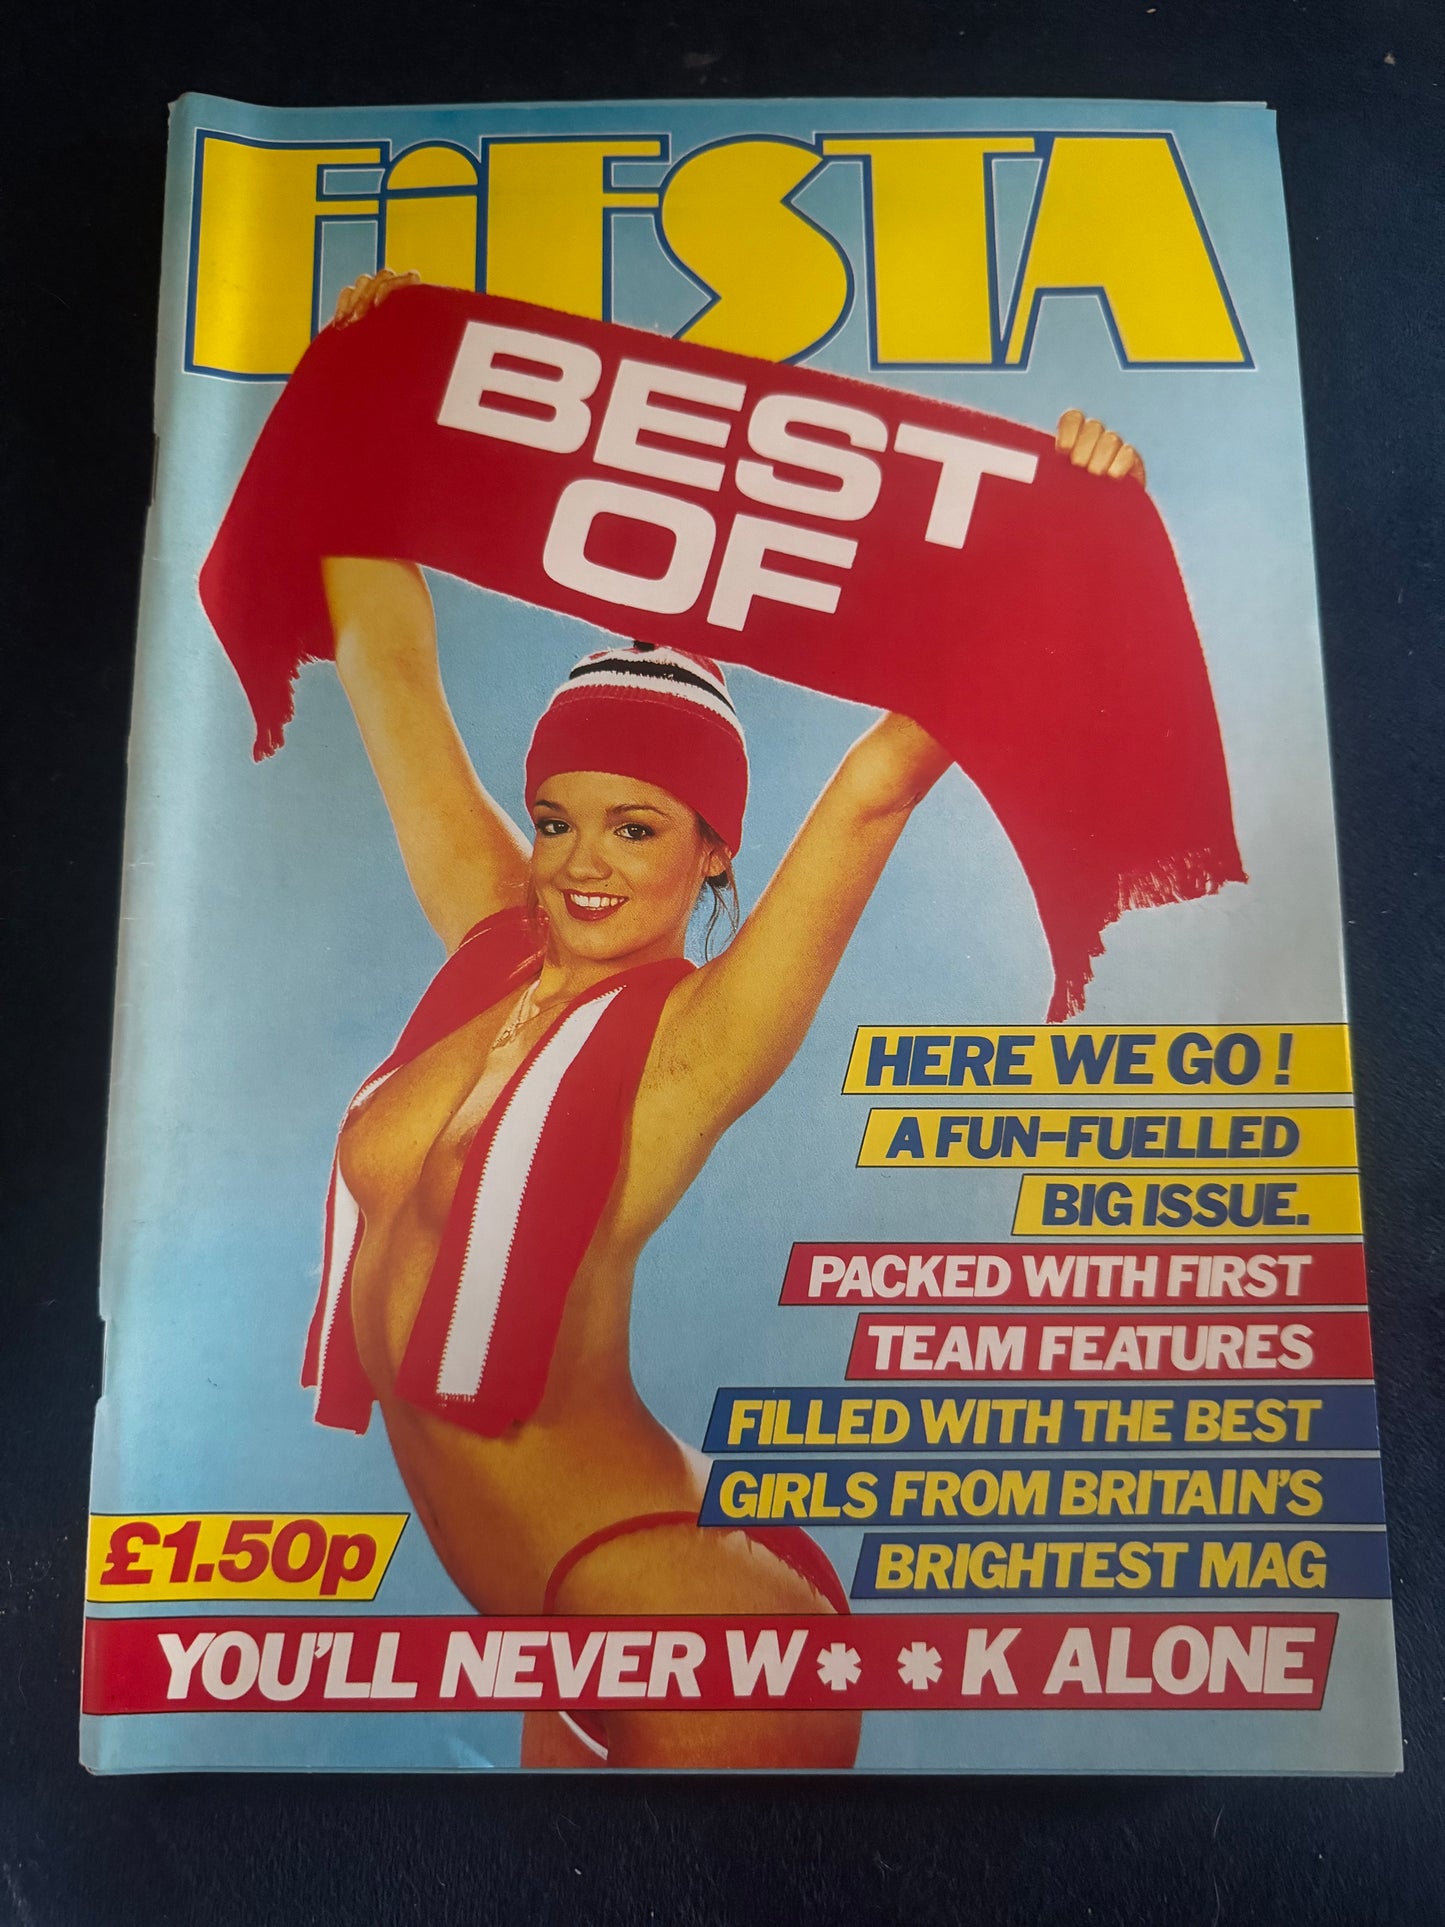 FiESTA
BEST
OF
HERE WE GO!
A FUN-FUELLED
BIG ISSUE.
PACKED WITH FIRST
TEAM FEATURES
FILLED WITH THE BEST
GIRLS FROM BRITAIN'S
BRIGHTEST MAG
£1.50p
YOU'LL NEVER W* *K ALONE